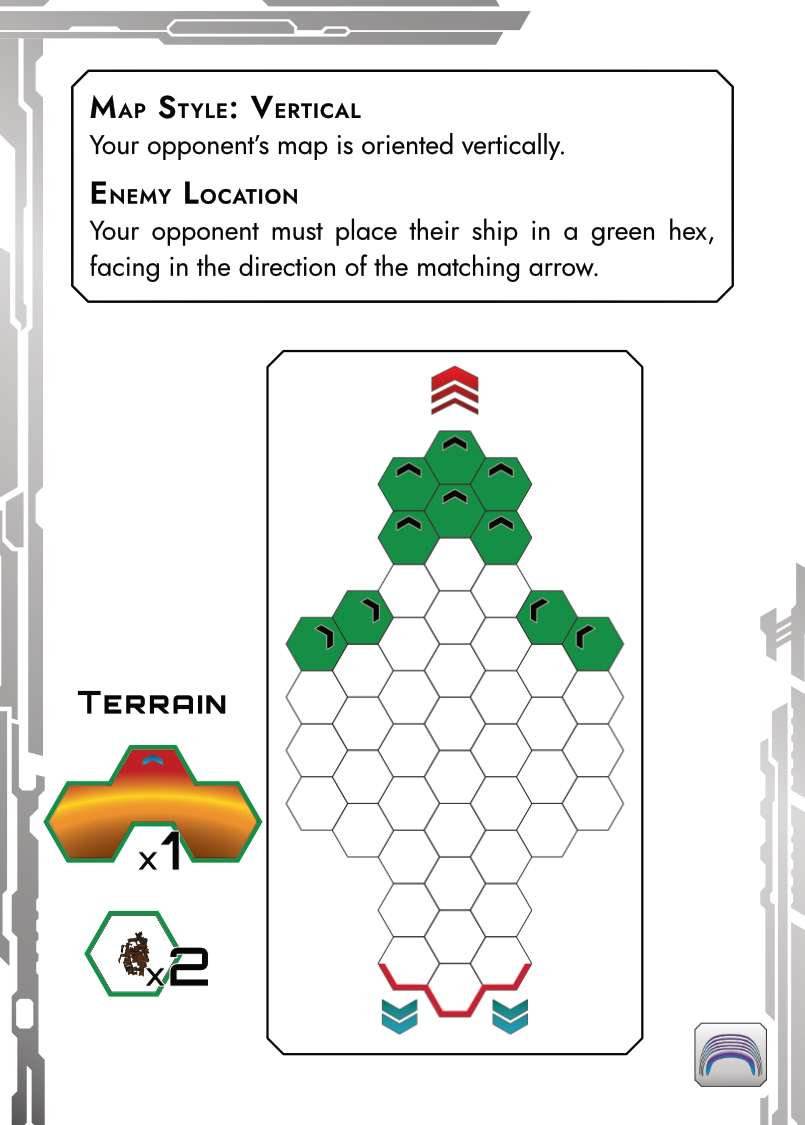 Map Style: Vertical
Your opponent's map is oriented vertically.
Enemy Location
Your opponent must place their ship in a green hex,
facing in the direction of the matching arrow.
Terrain
x1
x2